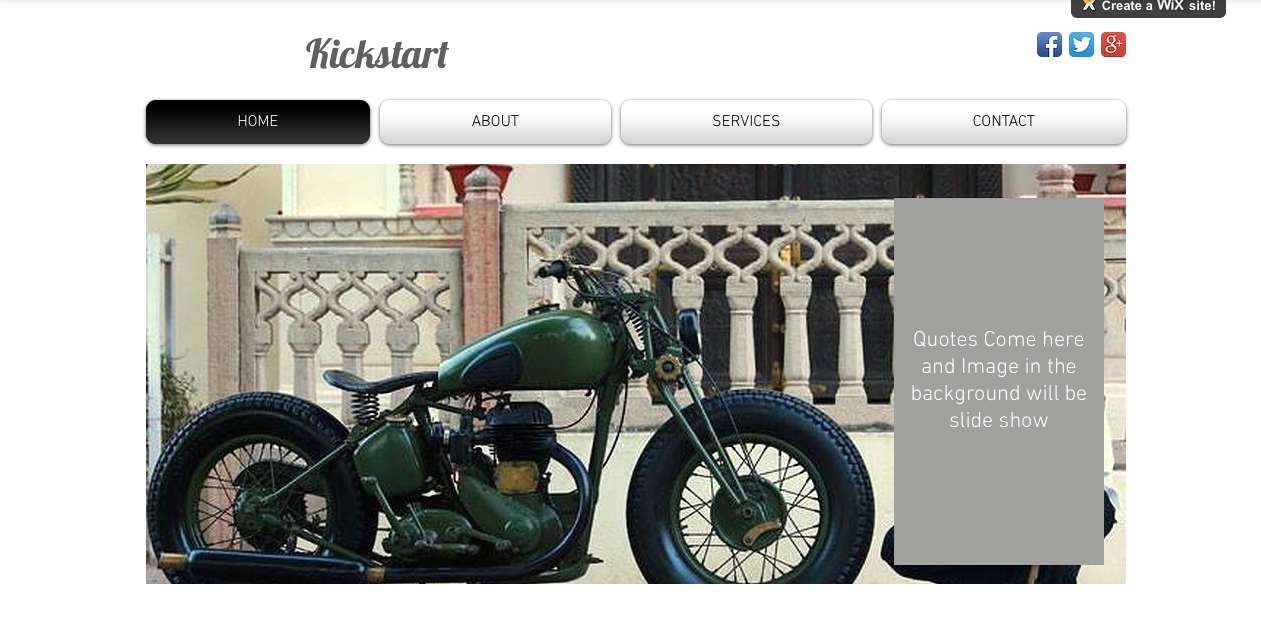 Create a WiX site!
Kickstart
HOME
ABOUT
SERVICES
CONTACT
Quotes Come here
and Image in the
background will be
slide show